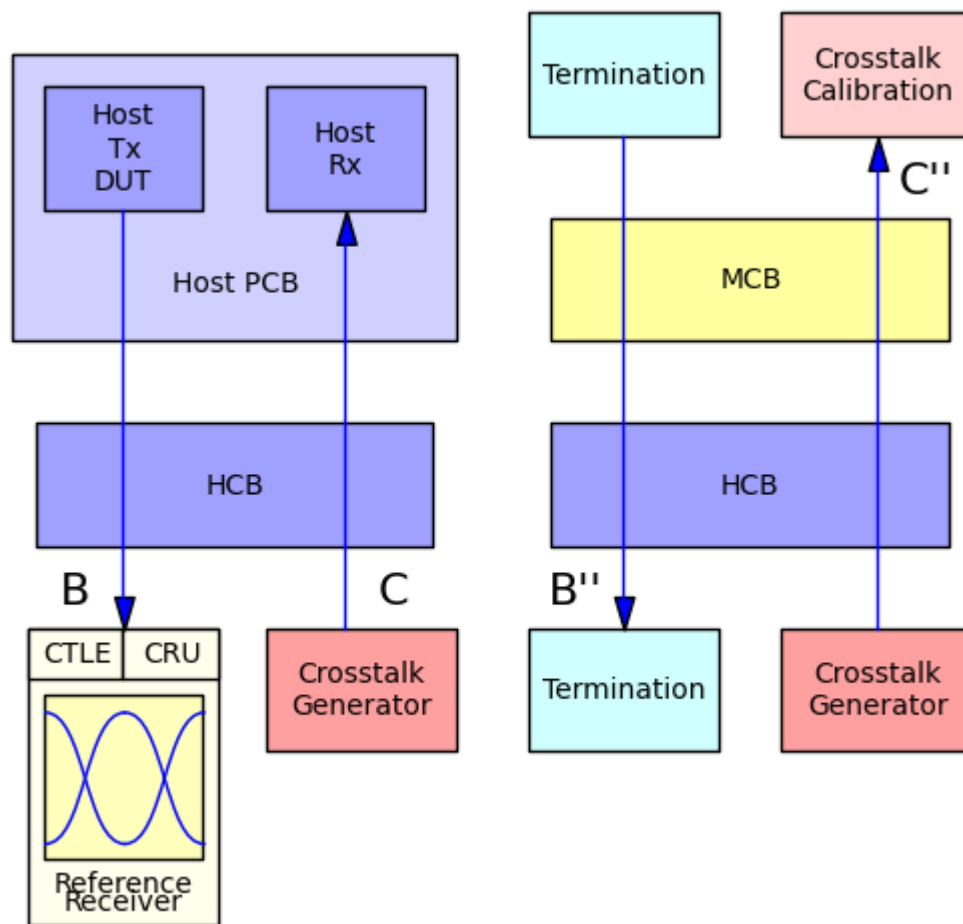 Host
Tx
DUT
Host
Rx
Host PCB
HCB
B
C
CTLE
CRU
Crosstalk
Generator
Reference
Receiver
Termination
Crosstalk
Calibration
C''
MCB
HCB
B''
Termination
Crosstalk
Generator